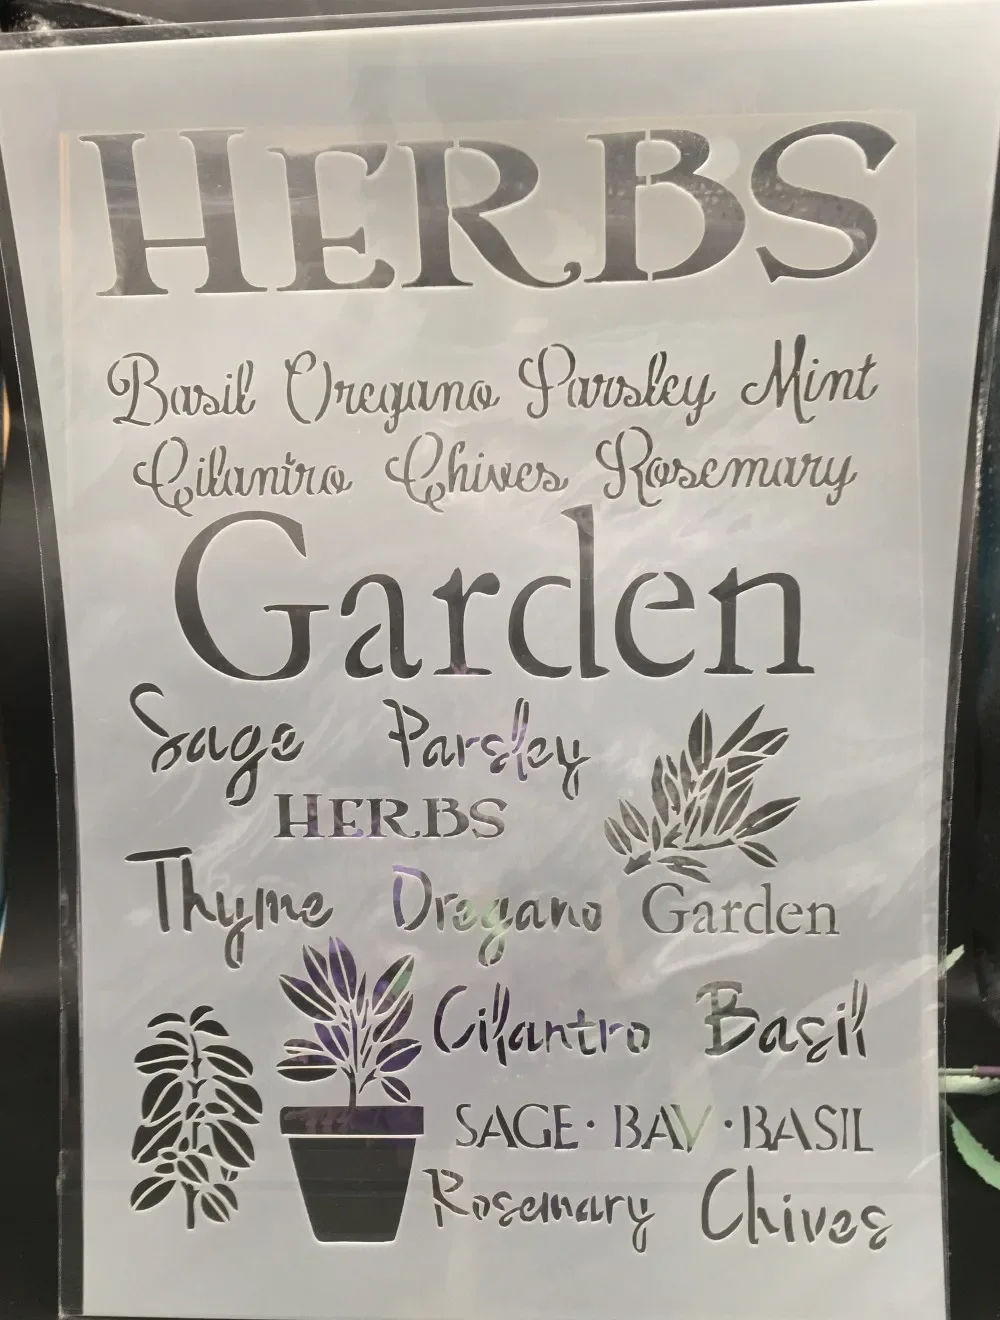 HERBS
Basil Oregano Parsley Mint
Cilantro Chives Rosemary
Garden
Sage Parsley
HERBS
Thyme Oregano Garden
Cilantro Basil
SAGE · BAY · BASIL
Rosemary Chives